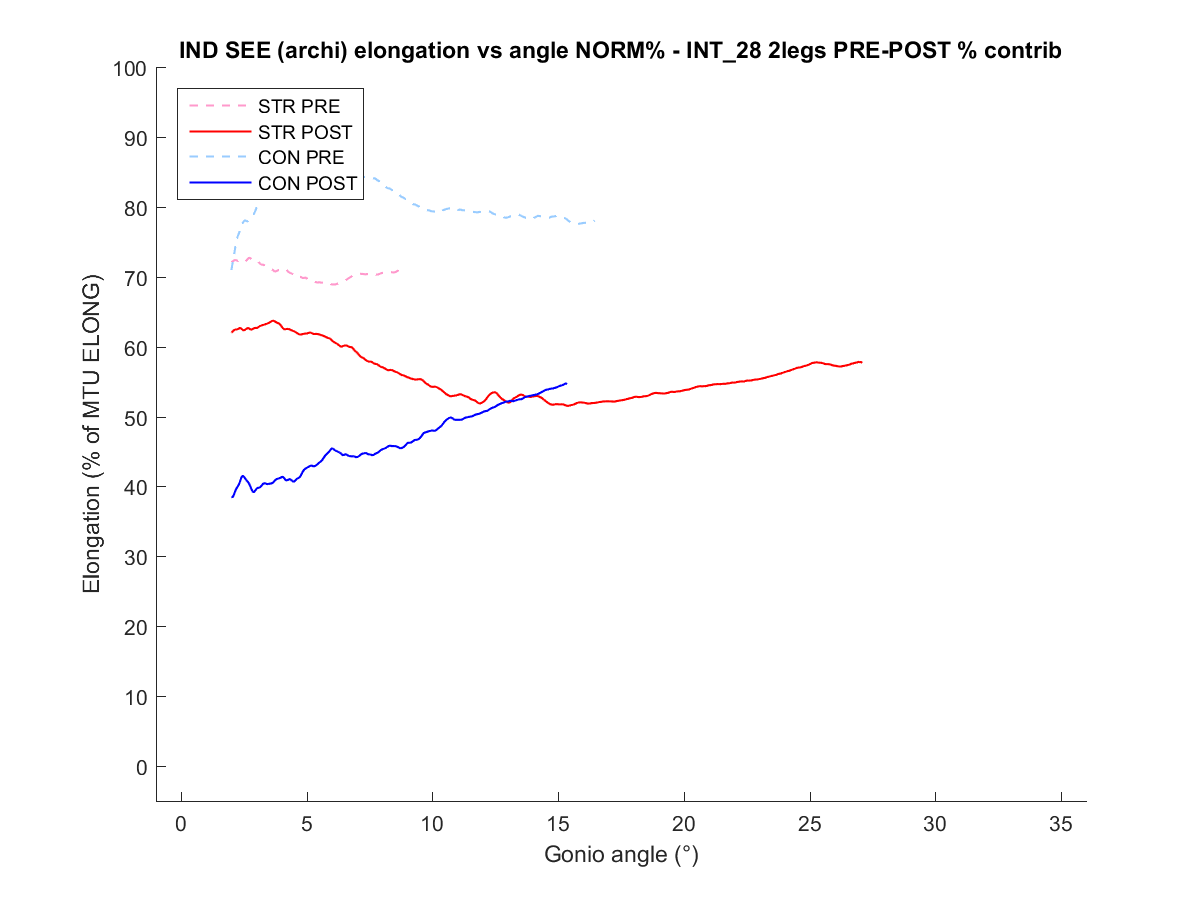 IND SEE (archi) elongation vs angle NORM% - INT_28 2legs PRE-POST % contrib
100
90
80
70
60
50
40
30
20
10
0
Elongation (% of MTU ELONG)
STR PRE
STR POST
CON PRE
CON POST
0 5 10 15 20 25 30 35
Gonio angle (°)